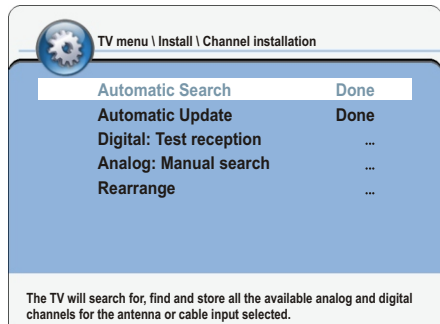 TV menu \ Install \ Channel installation
Automatic Search Done
Automatic Update Done
Digital: Test reception ...
Analog: Manual search ...
Rearrange ...
The TV will search for, find and store all the available analog and digital
channels for the antenna or cable input selected.